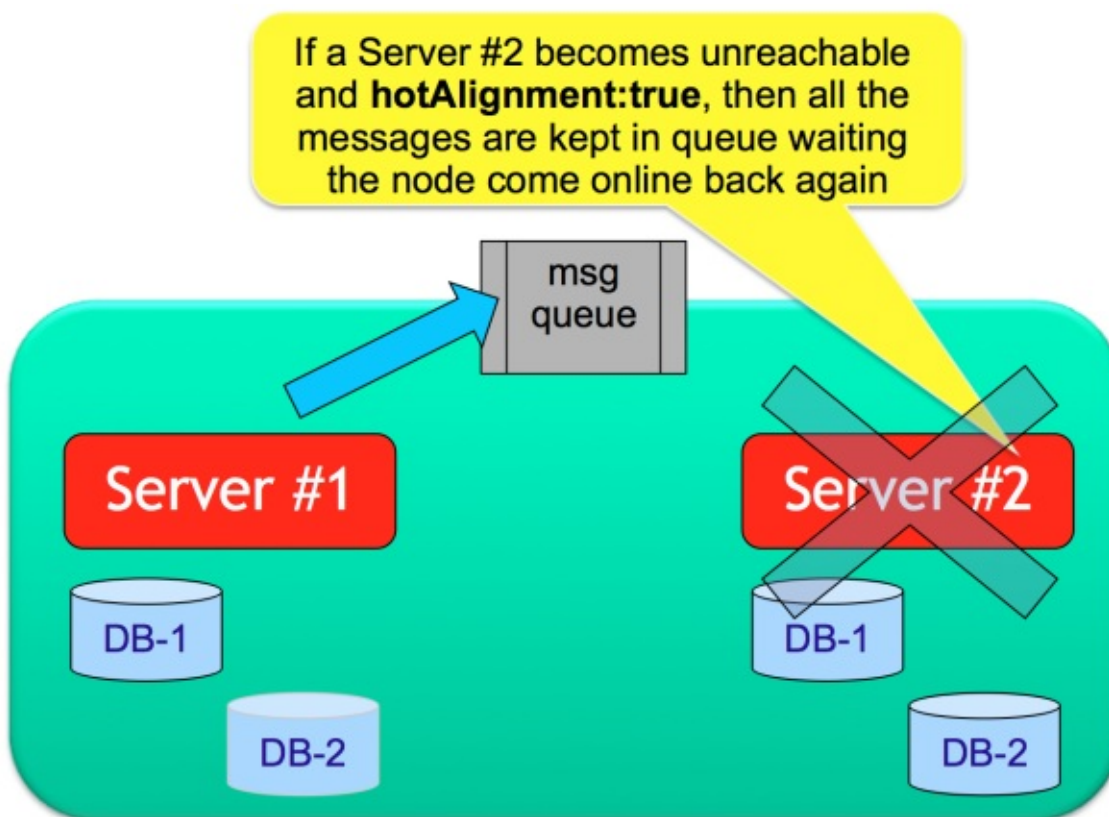 If a Server #2 becomes unreachable
and hotAlignment:true, then all the
messages are kept in queue waiting
the node come online back again
msg
queue
Server #1
Server #2
DB-1
DB-1
DB-2
DB-2